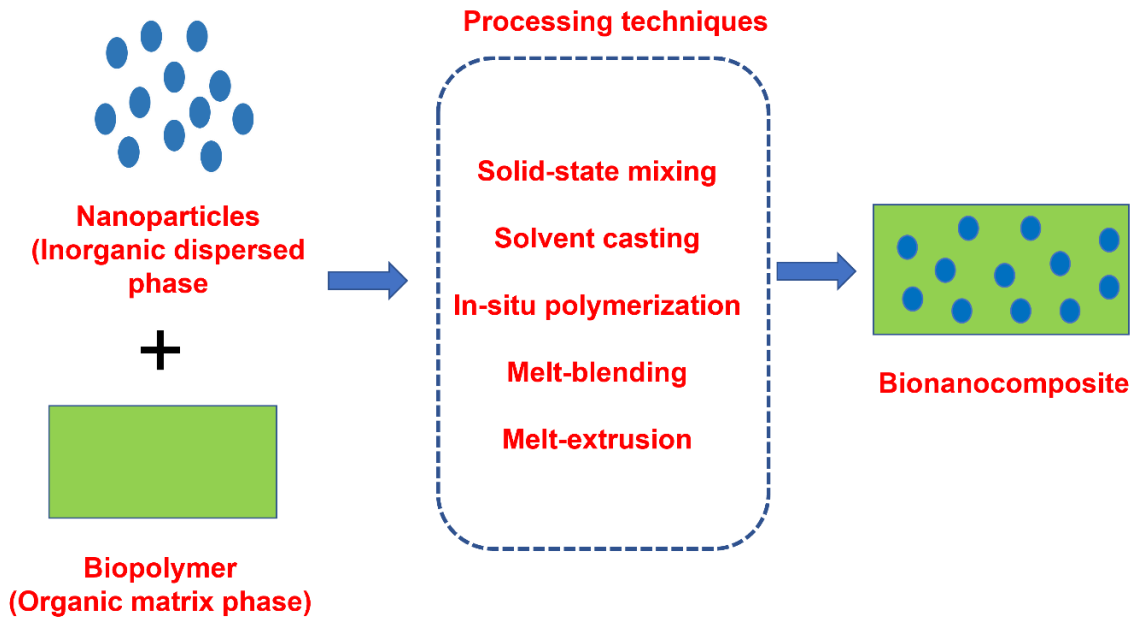 Processing techniques
Nanoparticles
(Inorganic dispersed
phase
+
Biopolymer
(Organic matrix phase)
Solid-state mixing
Solvent casting
In-situ polymerization
Melt-blending
Melt-extrusion
Bionanocomposite